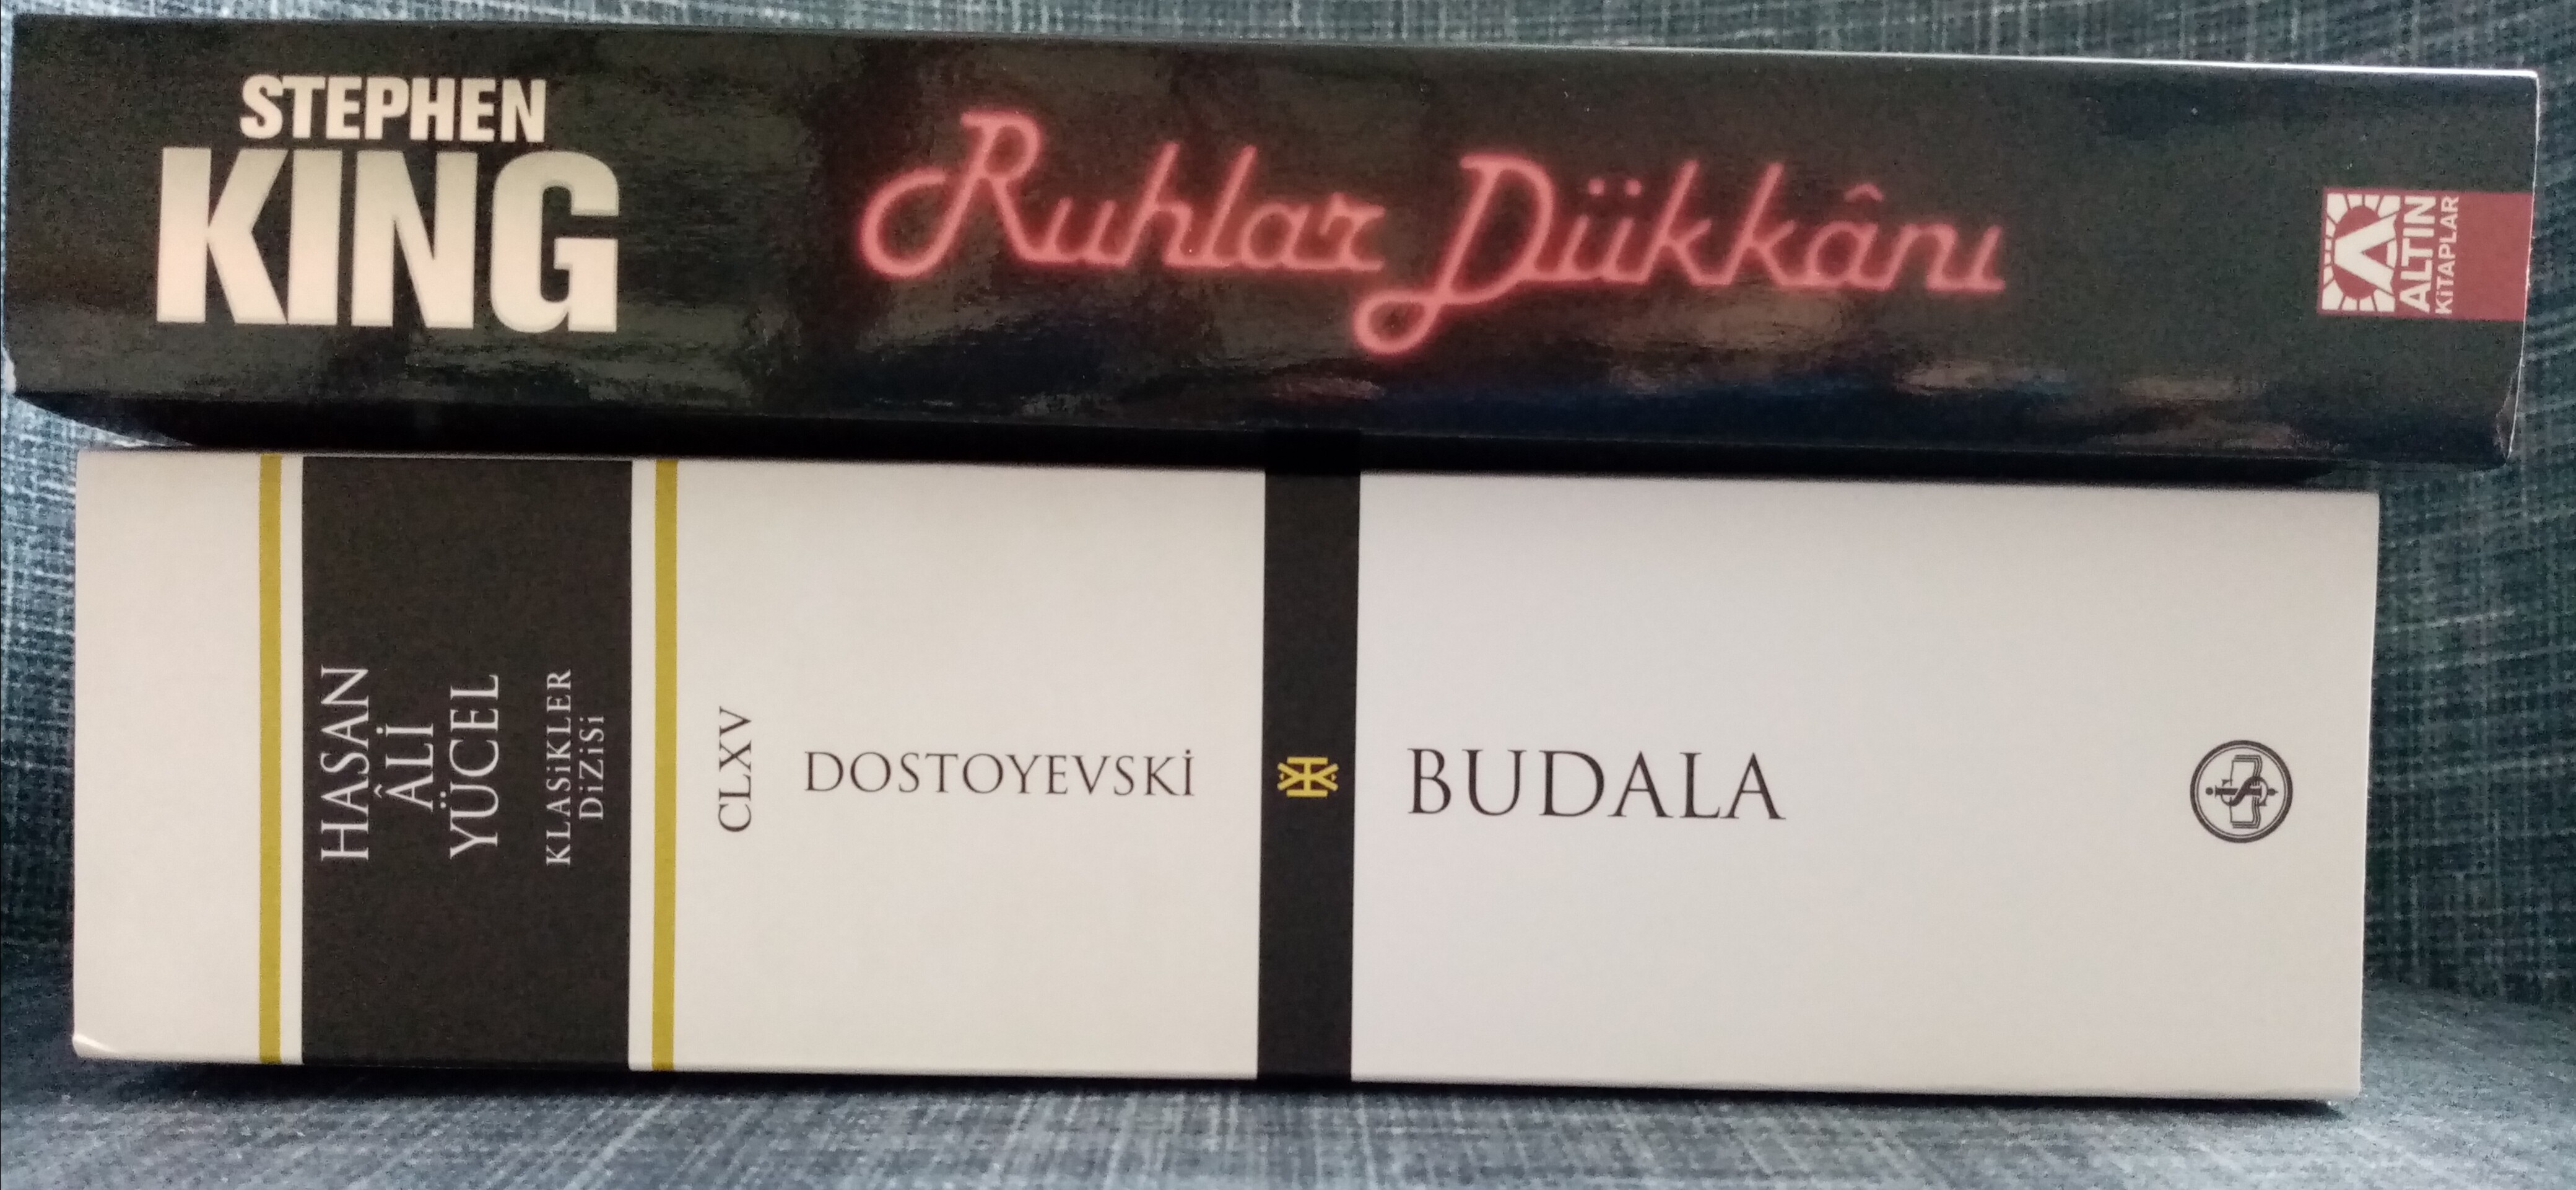 STEPHEN
KING
Ruhlar Dükkânı
ALTIN
KİTAPLAR
HASAN
ÂLİ
YÜCEL
KLASİKLER
DİZİSİ
CLXV
DOSTOYEVSKİ
BUDALA